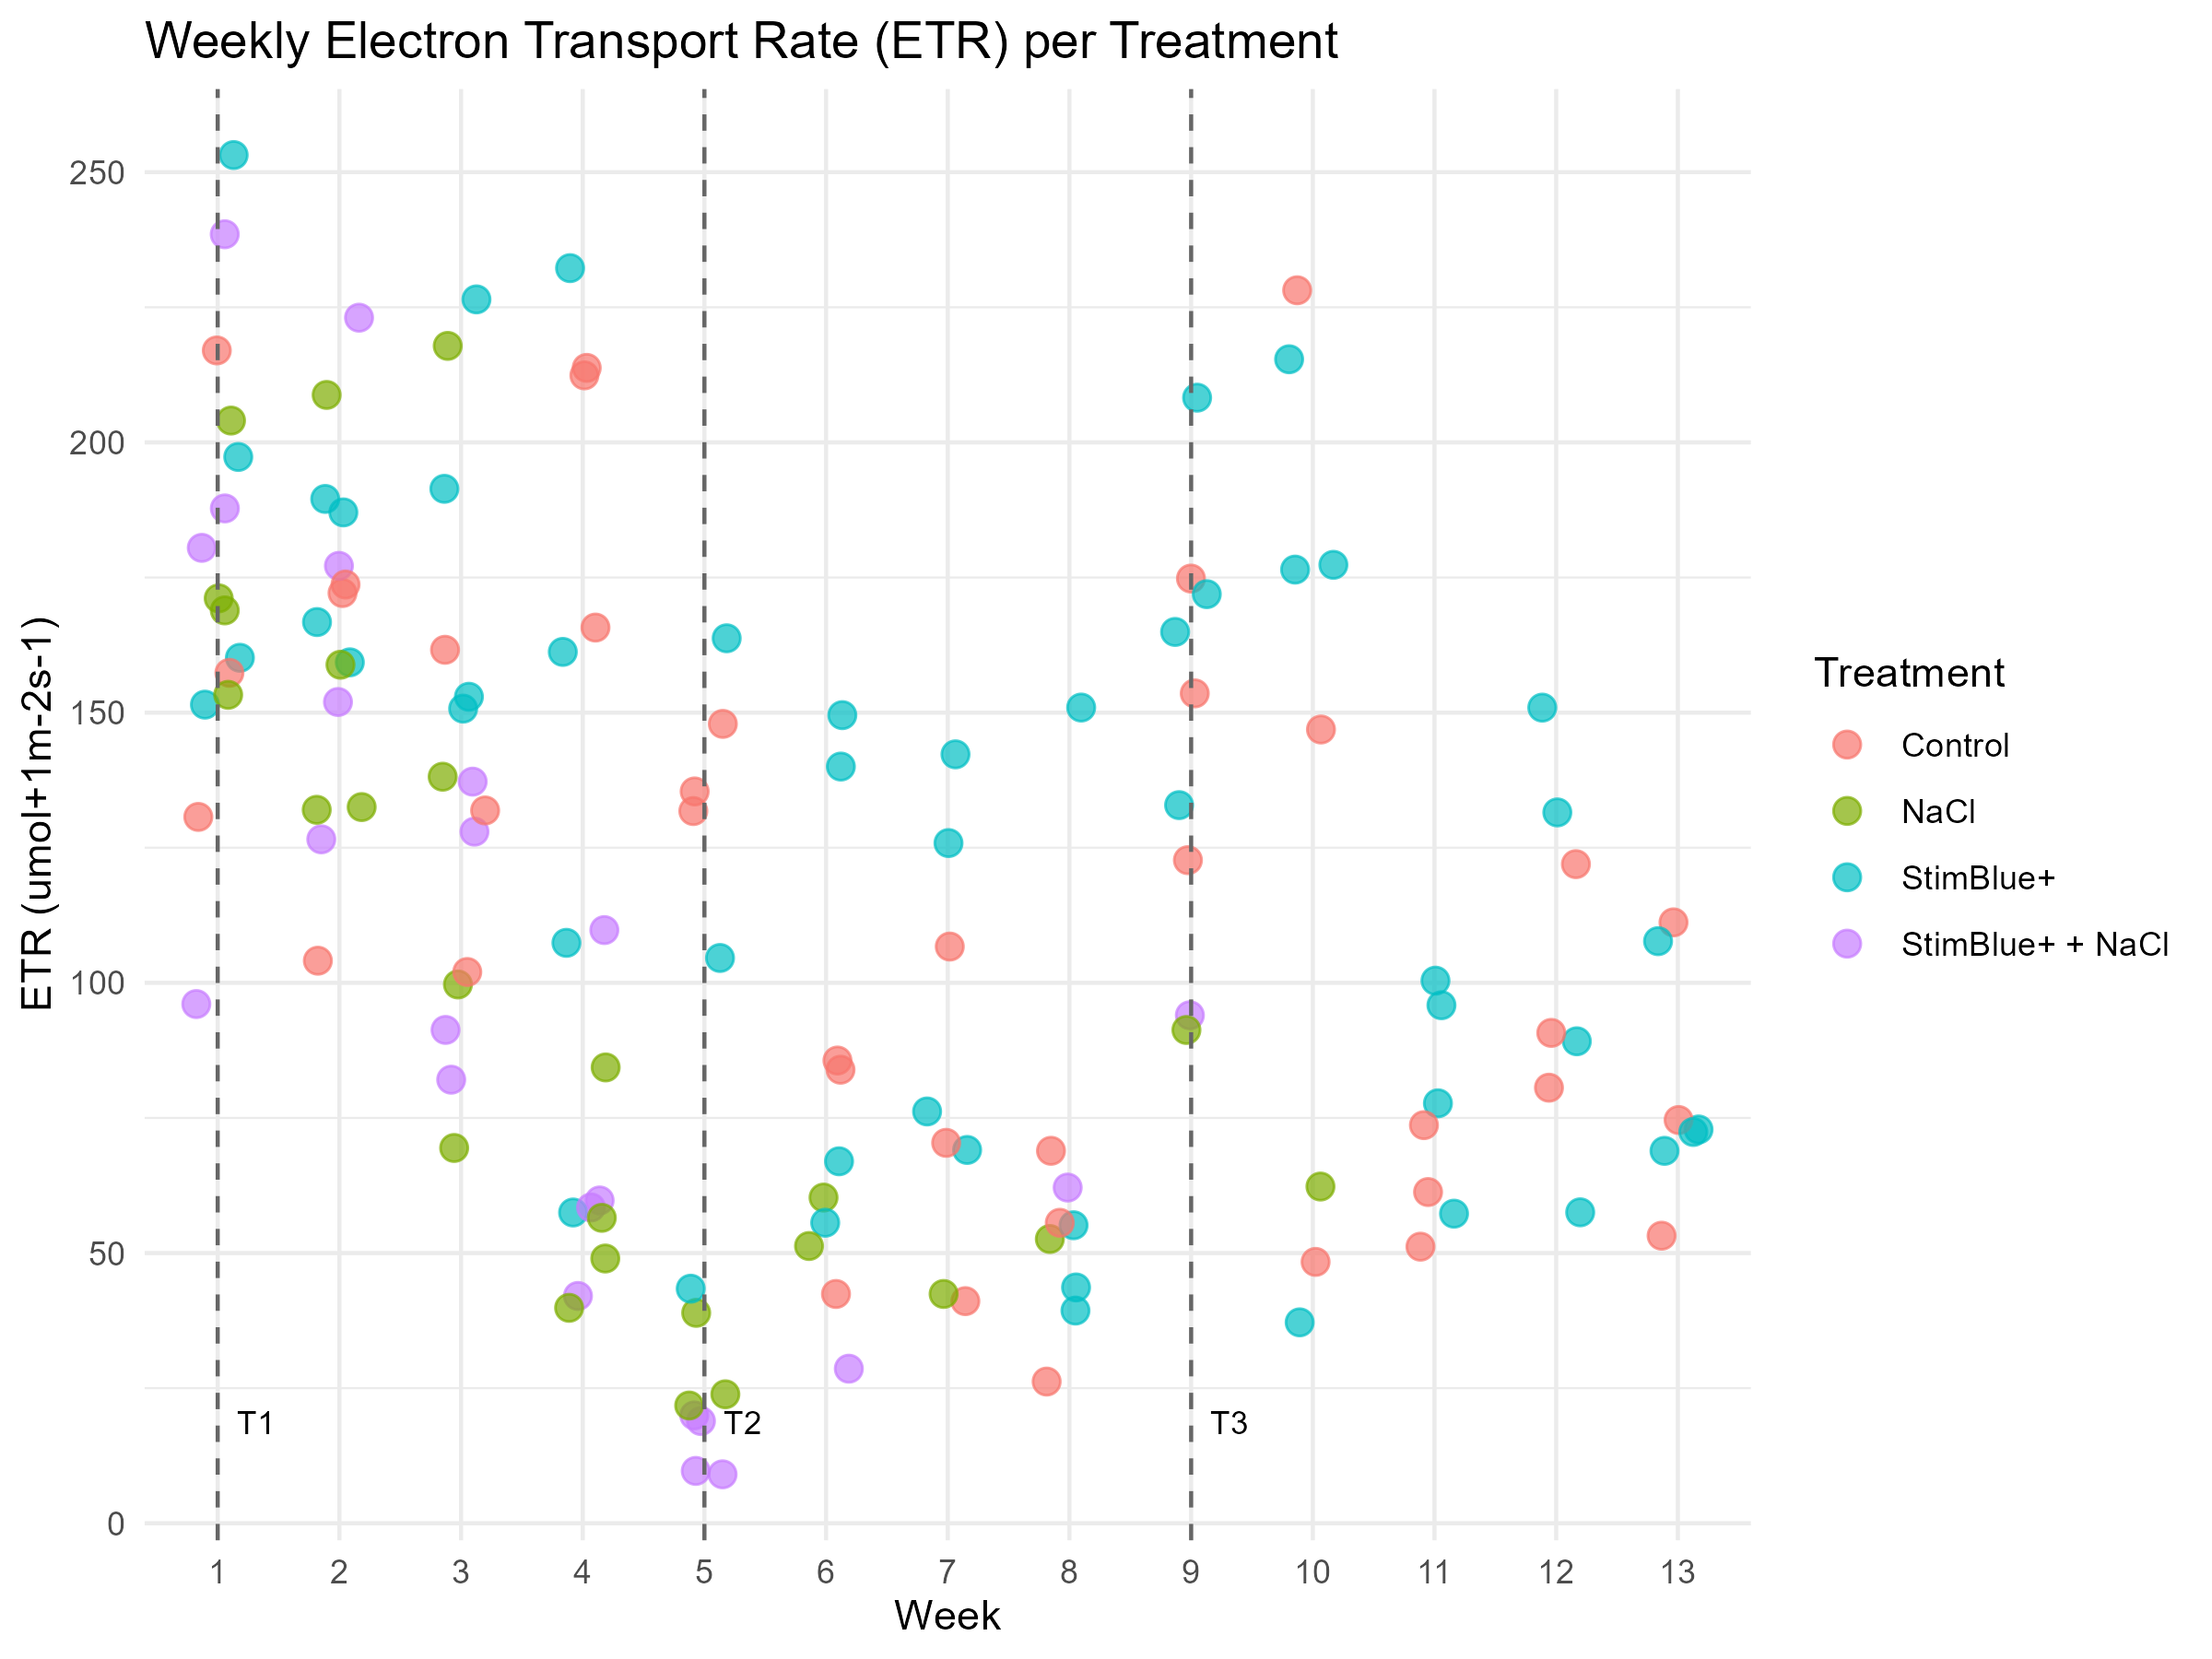 Weekly Electron Transport Rate (ETR) per Treatment
250
200
150
100
50
0
ETR (umol+1m-2s-1)
T1
T2
T3
1 2 3 4 5 6 7 8 9 10 11 12 13
Week
Treatment
Control
NaCl
StimBlue+
StimBlue+ + NaCl